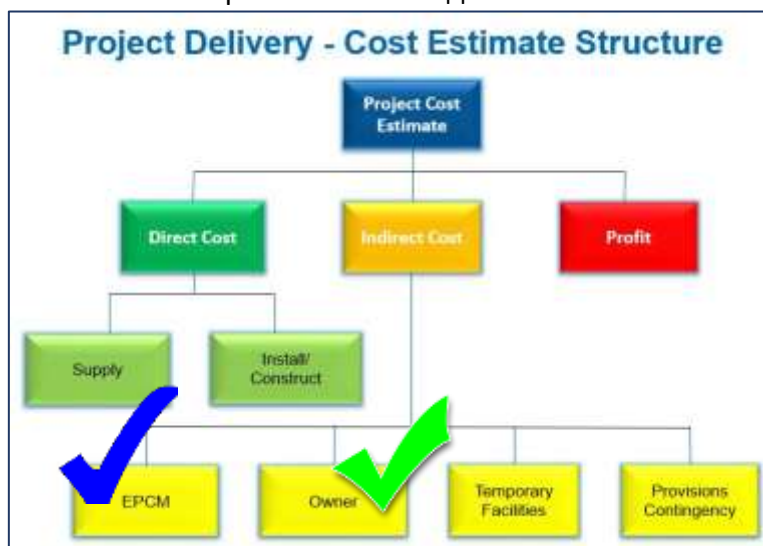 Project Delivery - Cost Estimate Structure
Project Cost
Estimate
Direct Cost
Indirect Cost
Profit
Supply
Install/
Construct
EPCM
Owner
Temporary
Facilities
Provisions
Contingency